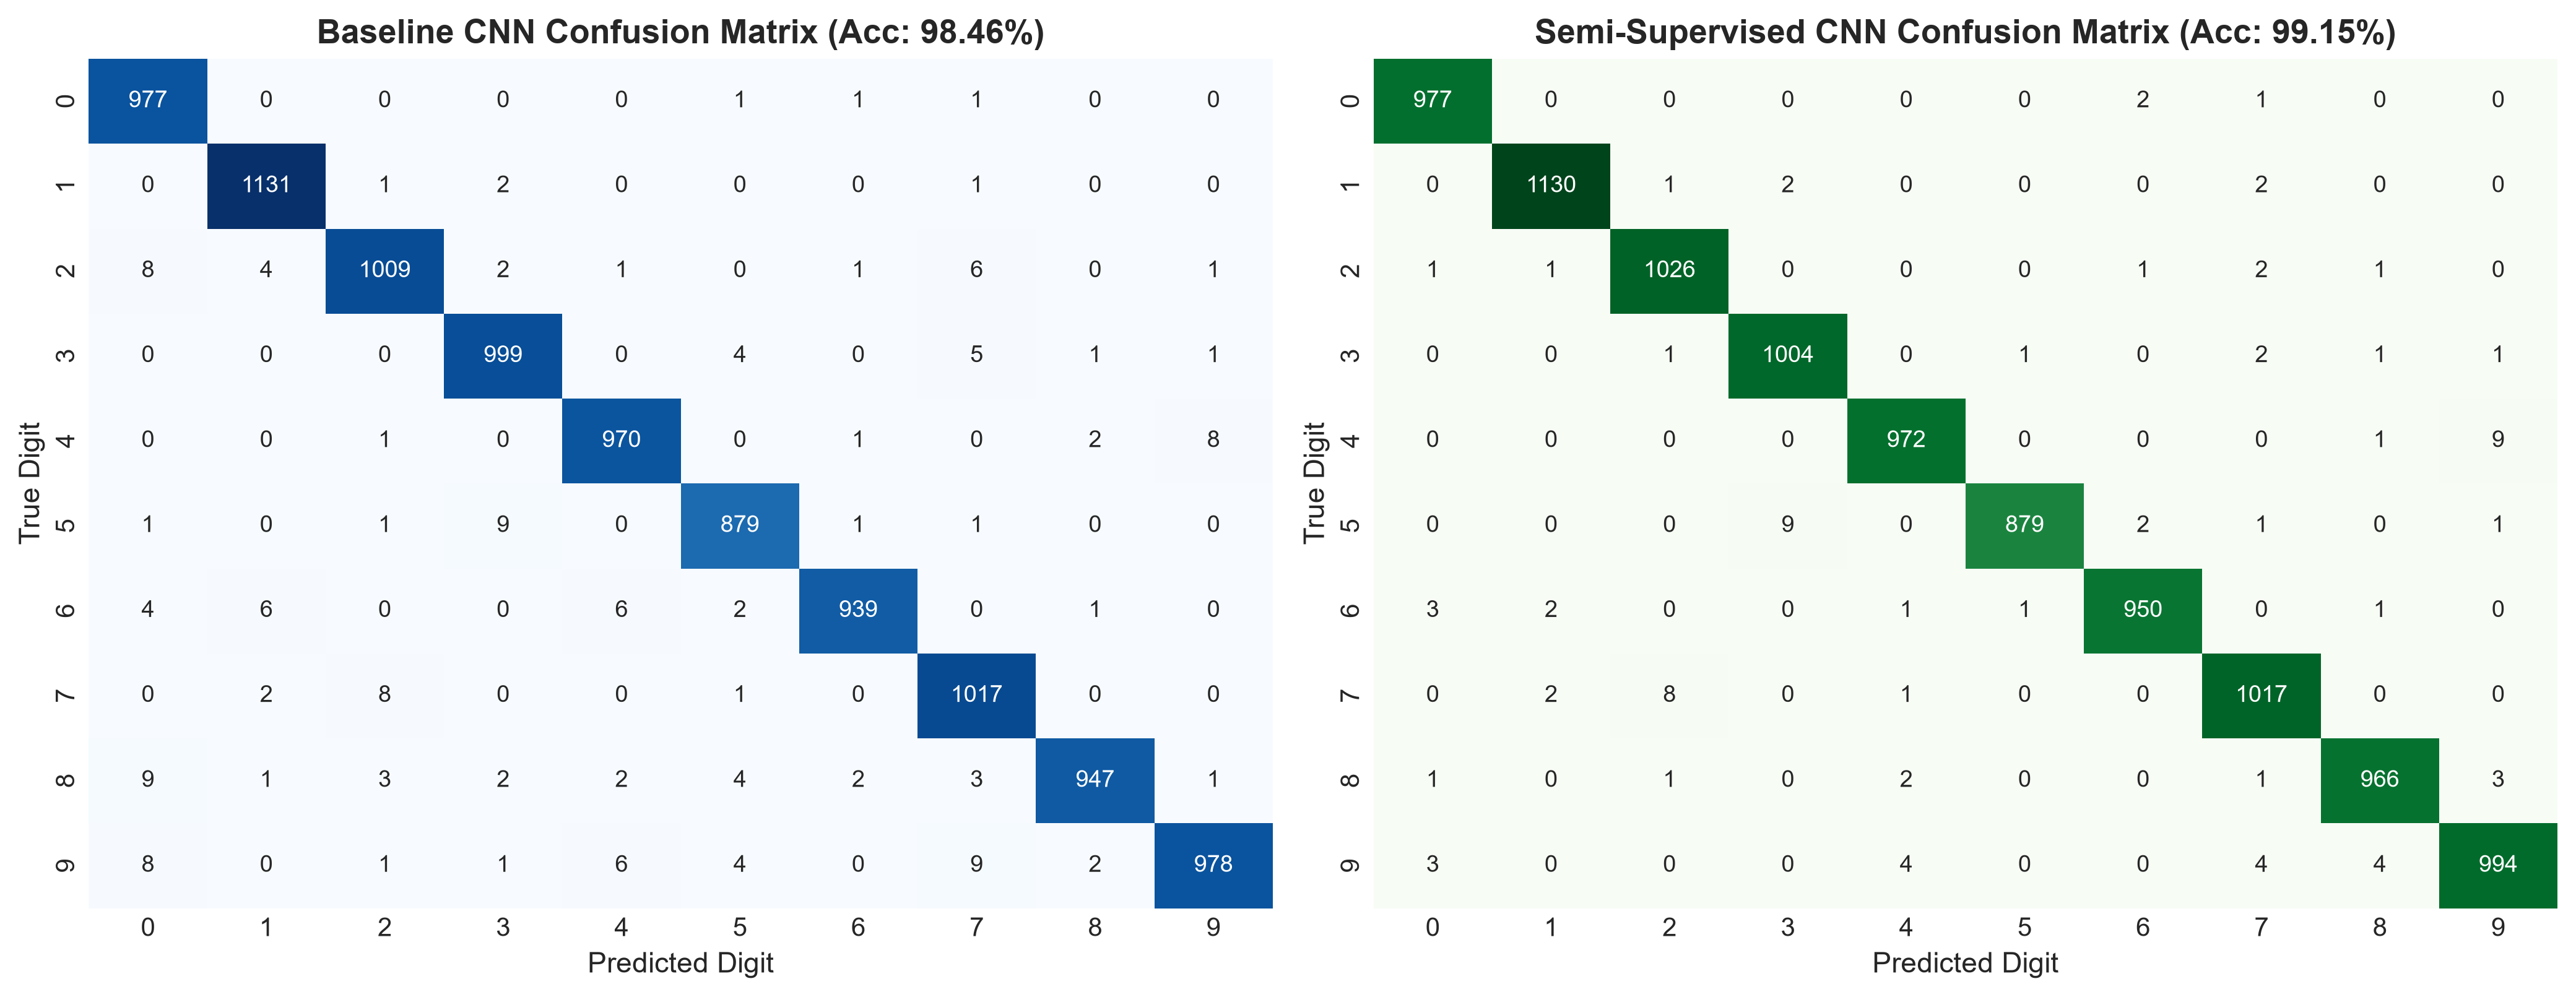 Baseline CNN Confusion Matrix (Acc: 98.46%)
True Digit
0 977 0 0 0 0 1 1 1 0 0
1 0 1131 1 2 0 0 0 1 0 0
2 8 4 1009 2 1 0 1 6 0 1
3 0 0 0 999 0 4 0 5 1 1
4 0 0 1 0 970 0 1 0 2 8
5 1 0 1 9 0 879 1 1 0 0
6 4 6 0 0 6 2 939 0 1 0
7 0 2 8 0 0 1 0 1017 0 0
8 9 1 3 2 2 4 2 3 947 1
9 8 0 1 1 6 4 0 9 2 978
0 1 2 3 4 5 6 7 8 9
Predicted Digit
Semi-Supervised CNN Confusion Matrix (Acc: 99.15%)
True Digit
0 977 0 0 0 0 0 2 1 0 0
1 0 1130 1 2 0 0 0 2 0 0
2 1 1 1026 0 0 0 1 2 1 0
3 0 0 1 1004 0 1 0 2 1 1
4 0 0 0 0 972 0 0 0 1 9
5 0 0 0 9 0 879 2 1 0 1
6 3 2 0 0 1 1 950 0 1 0
7 0 2 8 0 1 0 0 1017 0 0
8 1 0 1 0 2 0 0 1 966 3
9 3 0 0 0 4 0 0 4 4 994
0 1 2 3 4 5 6 7 8 9
Predicted Digit